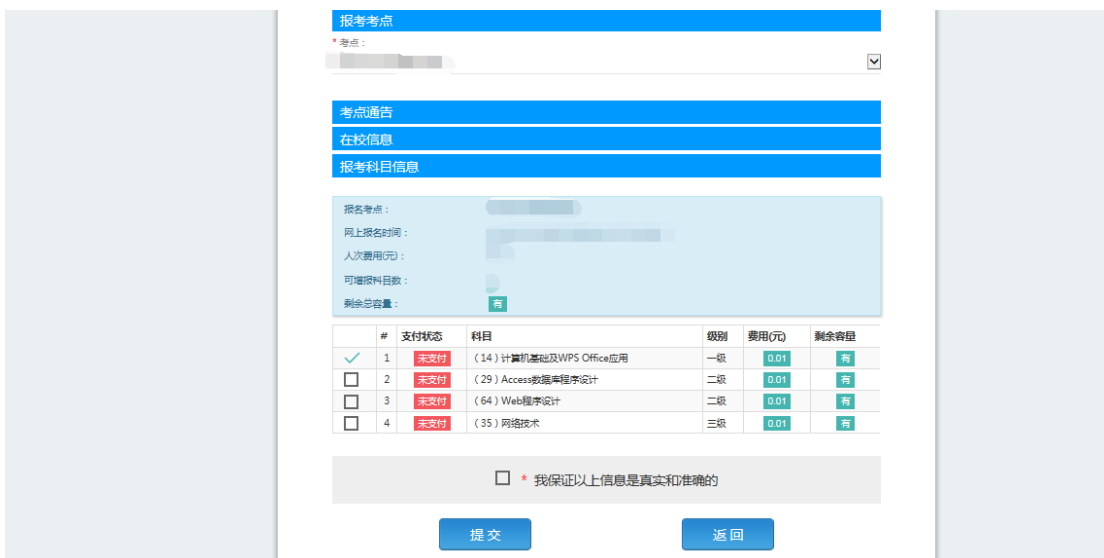 报考考点
* 考点：
考点通告
在校信息
报考科目信息
报名考点：
网上报名时间：
人次费用(元)：
可增报科目数：
剩余总容量： 有
# 支付状态 科目 级别 费用(元) 剩余容量
1 未支付 （14）计算机基础及WPS Office应用 一级 0.01 有
2 未支付 （29）Access数据库程序设计 二级 0.01 有
3 未支付 （64）Web程序设计 二级 0.01 有
4 未支付 （35）网络技术 三级 0.01 有
* 我保证以上信息是真实和准确的
提交 返回